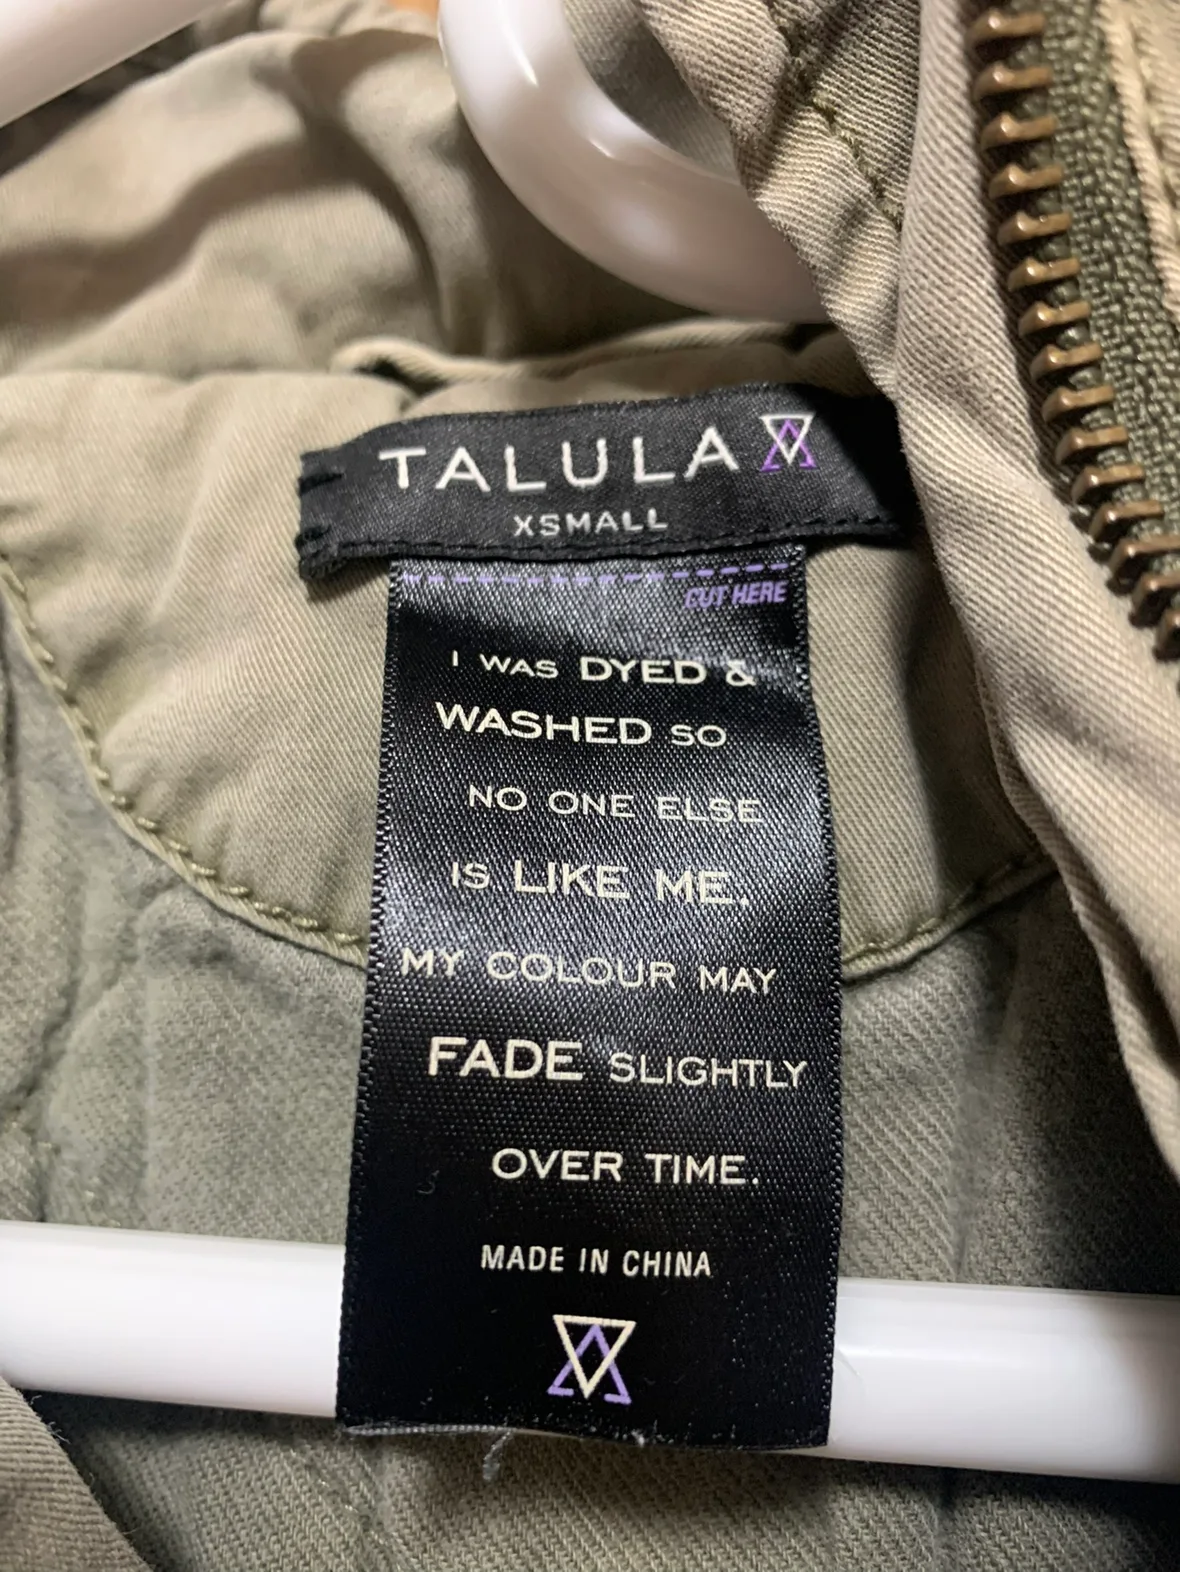 TALULA
XSMALL
CUT HERE
I WAS DYED &
WASHED SO
NO ONE ELSE
IS LIKE ME.
MY COLOUR MAY
FADE SLIGHTLY
OVER TIME.
MADE IN CHINA